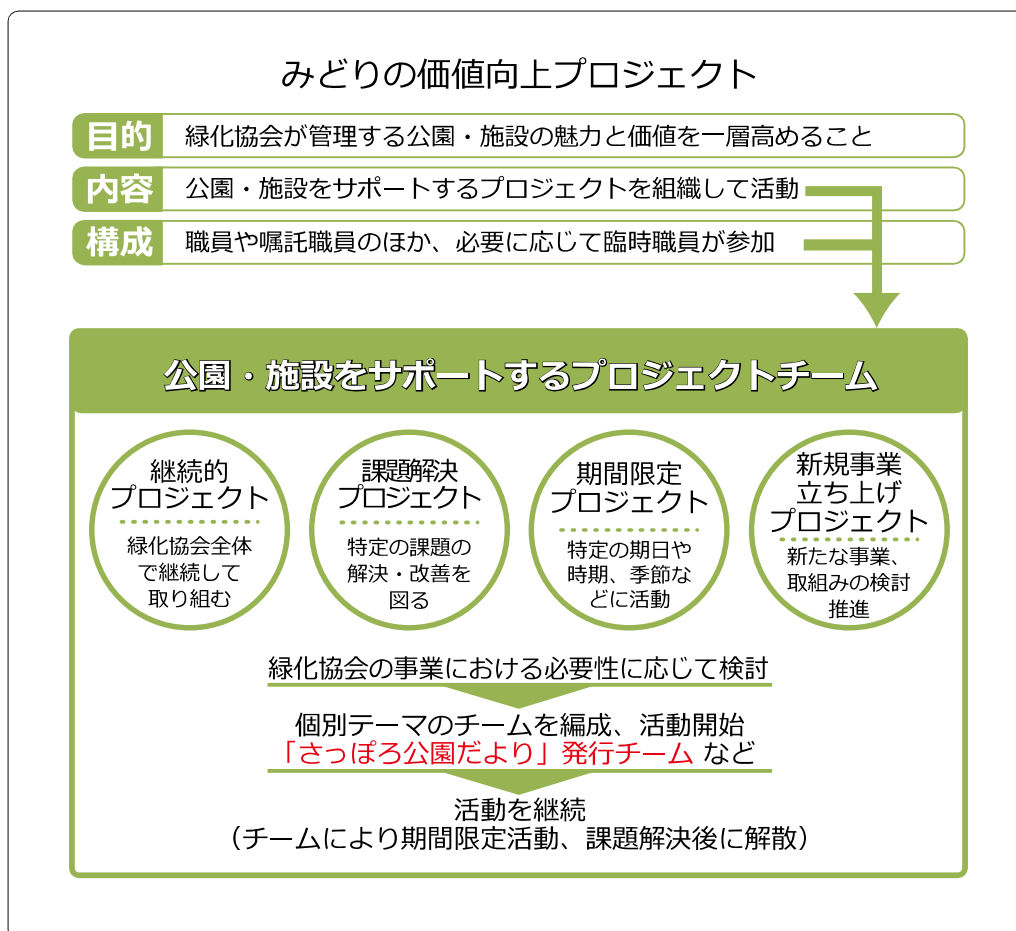 みどりの価値向上プロジェクト
目的 緑化協会が管理する公園・施設の魅力と価値を一層高めること
内容 公園・施設をサポートするプロジェクトを組織して活動
構成 職員や嘱託職員のほか、必要に応じて臨時職員が参加
公園・施設をサポートするプロジェクトチーム
継続的
プロジェクト
緑化協会全体
で継続して
取り組む
課題解決
プロジェクト
特定の課題の
解決・改善を
図る
期間限定
プロジェクト
特定の期日や
時期、季節な
どに活動
新規事業
立ち上げ
プロジェクト
新たな事業、
取組みの検討
推進
緑化協会の事業における必要性に応じて検討
個別テーマのチームを編成、活動開始
「さっぽろ公園だより」発行チーム など
活動を継続
（チームにより期間限定活動、課題解決後に解散）